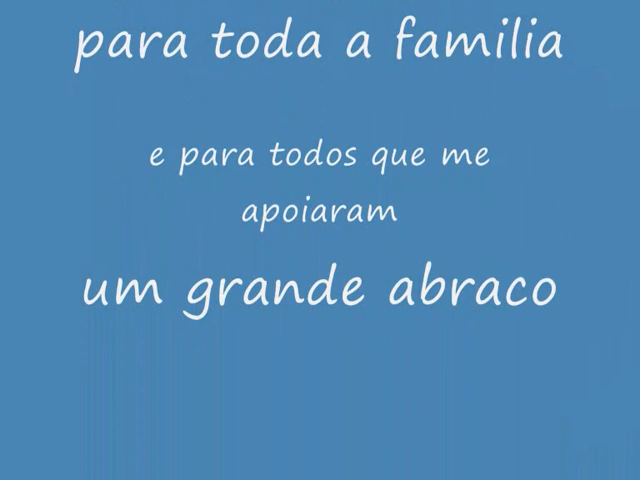 para toda a familia
e para todos que me
apoiaram
um grande abraco